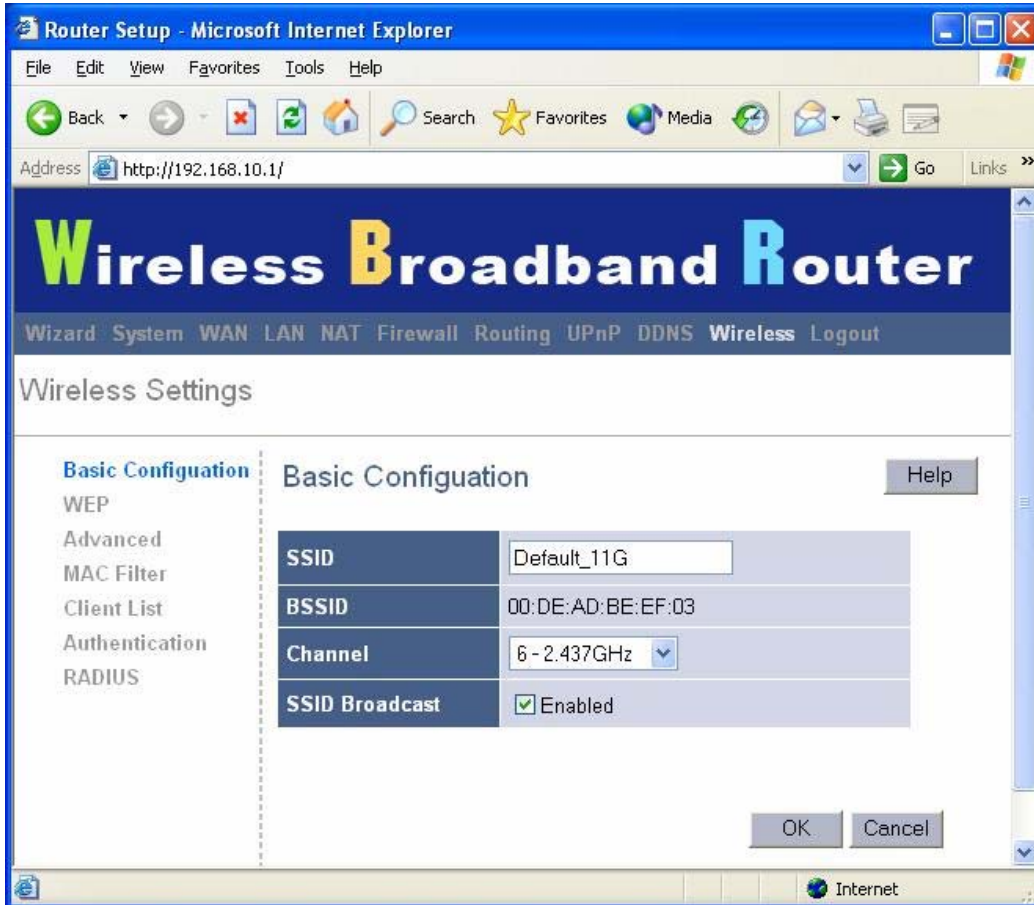 Router Setup - Microsoft Internet Explorer
File Edit View Favorites Tools Help
Back Search Favorites Media
Address http://192.168.10.1/ Go Links »
Wireless Broadband Router
Wizard System WAN LAN NAT Firewall Routing UPnP DDNS Wireless Logout
Wireless Settings
Basic Configuation
WEP
Advanced
MAC Filter
Client List
Authentication
RADIUS
Basic Configuation
Help
SSID Default_11G
BSSID 00:DE:AD:BE:EF:03
Channel 6 - 2.437GHz
SSID Broadcast Enabled
OK Cancel
Internet